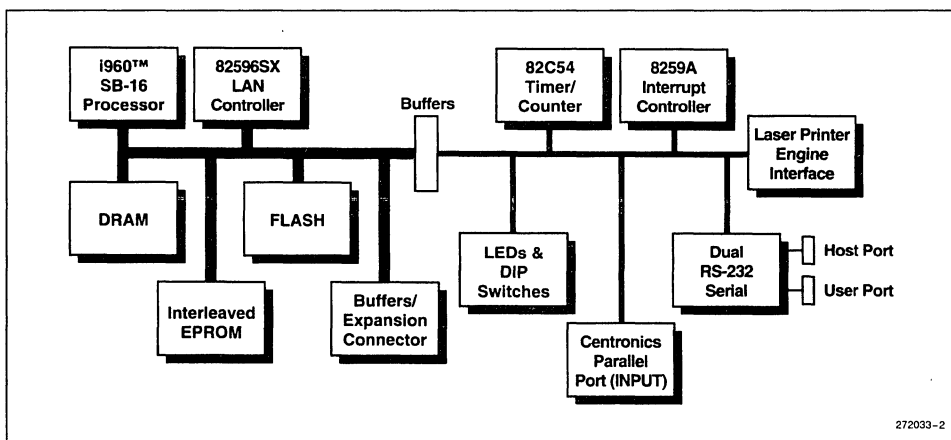 i960™
SB-16
Processor
82596SX
LAN
Controller
Buffers
82C54
Timer/
Counter
8259A
Interrupt
Controller
Laser Printer
Engine
Interface
DRAM
FLASH
LEDs &
DIP
Switches
Dual
RS-232
Serial
Host Port
User Port
Interleaved
EPROM
Buffers/
Expansion
Connector
Centronics
Parallel
Port (INPUT)
272033-2